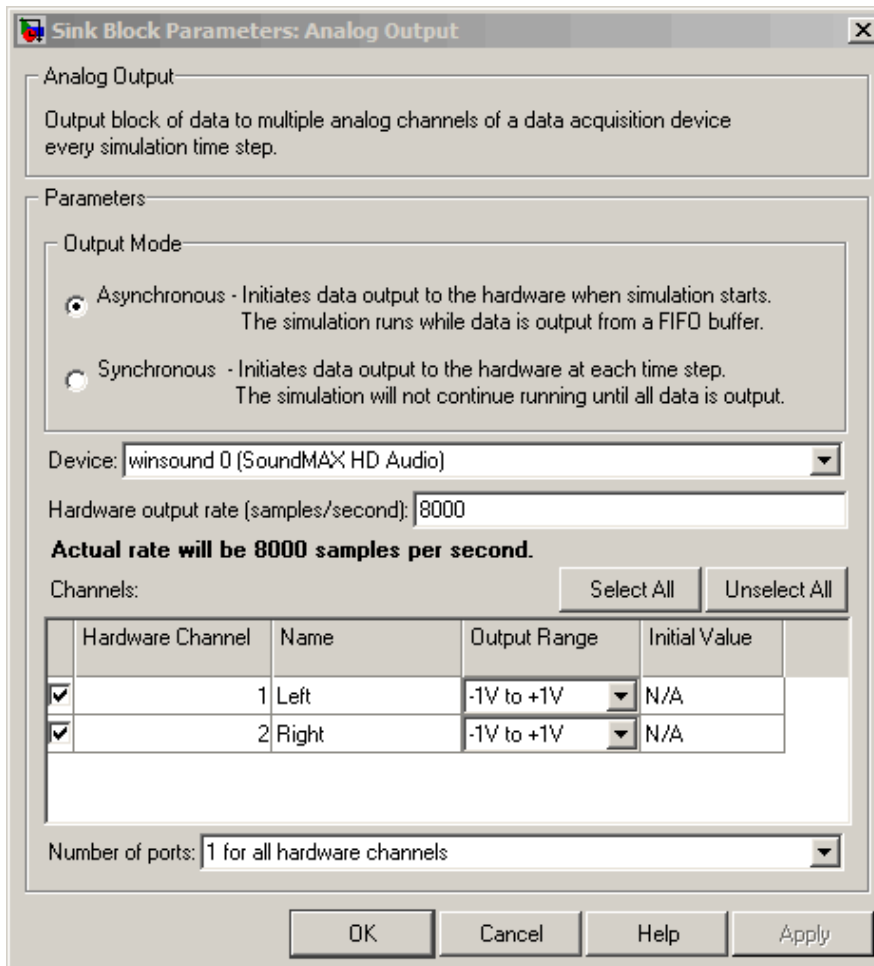 Sink Block Parameters: Analog Output
Analog Output
Output block of data to multiple analog channels of a data acquisition device
every simulation time step.
Parameters
Output Mode
Asynchronous - Initiates data output to the hardware when simulation starts.
The simulation runs while data is output from a FIFO buffer.
Synchronous - Initiates data output to the hardware at each time step.
The simulation will not continue running until all data is output.
Device: winsound 0 (SoundMAX HD Audio)
Hardware output rate (samples/second): 8000
Actual rate will be 8000 samples per second.
Channels: Select All Unselect All
Hardware Channel Name Output Range Initial Value
1 Left -1V to +1V N/A
2 Right -1V to +1V N/A
Number of ports: 1 for all hardware channels
OK Cancel Help Apply